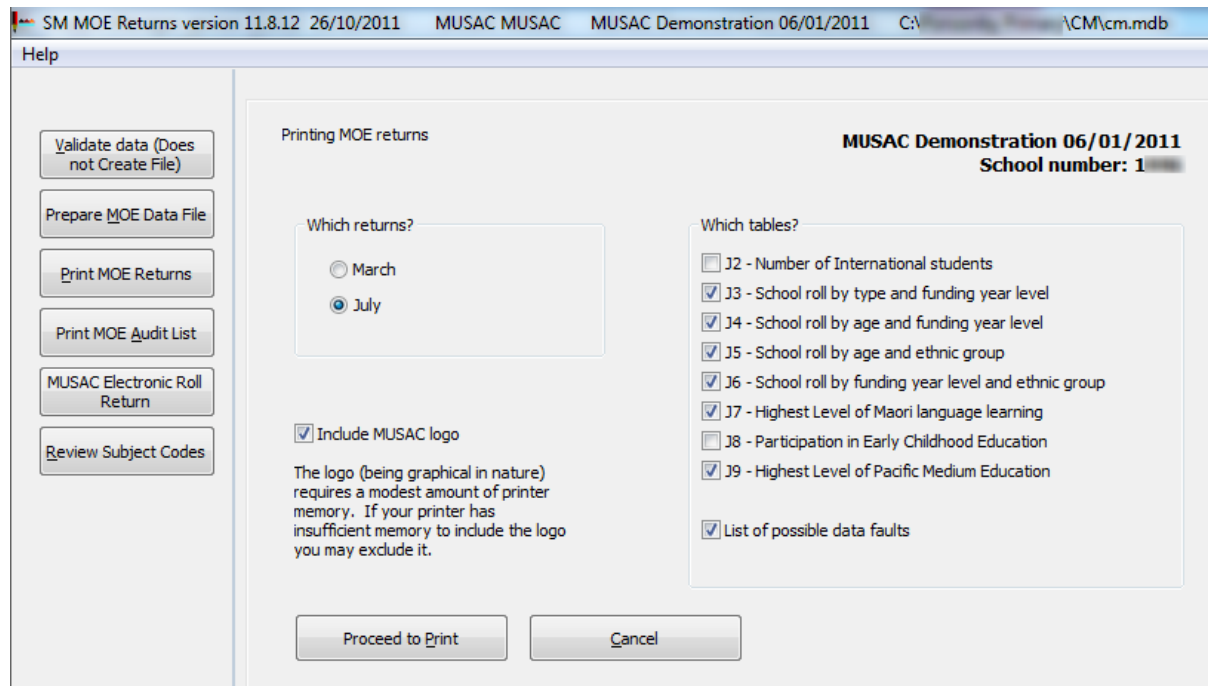 SM MOE Returns version 11.8.12 26/10/2011 MUSAC MUSAC MUSAC Demonstration 06/01/2011 C:\ \CM\cm.mdb
Help
Validate data (Does
not Create File)
Prepare MOE Data File
Print MOE Returns
Print MOE Audit List
MUSAC Electronic Roll
Return
Review Subject Codes
Printing MOE returns
MUSAC Demonstration 06/01/2011
School number: 1
Which returns?
March
July
Include MUSAC logo
The logo (being graphical in nature)
requires a modest amount of printer
memory. If your printer has
insufficient memory to include the logo
you may exclude it.
Which tables?
J2 - Number of International students
J3 - School roll by type and funding year level
J4 - School roll by age and funding year level
J5 - School roll by age and ethnic group
J6 - School roll by funding year level and ethnic group
J7 - Highest Level of Maori language learning
J8 - Participation in Early Childhood Education
J9 - Highest Level of Pacific Medium Education
List of possible data faults
Proceed to Print
Cancel